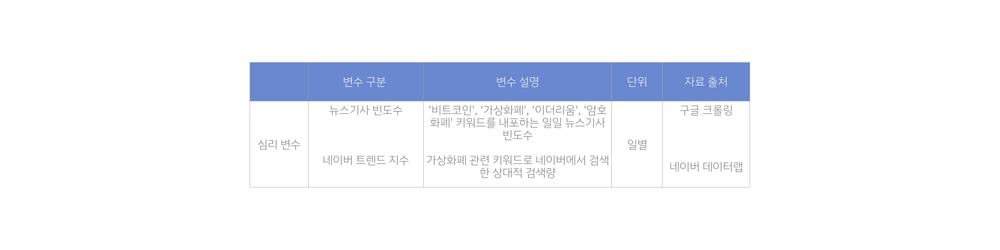 변수 구분 변수 설명 단위 자료 출처
뉴스기사 빈도수 ‘비트코인', ‘가상화폐', ‘이더리움', ‘암호 구글 크롤링
화폐' 키워드를 내포하는 일일 뉴스기사
빈도수
심리 변수 일별
네이버 트렌드 지수 가상화폐 관련 키워드로 네이버에서 검색
네이버 데이터랩
한 상대적 검색량